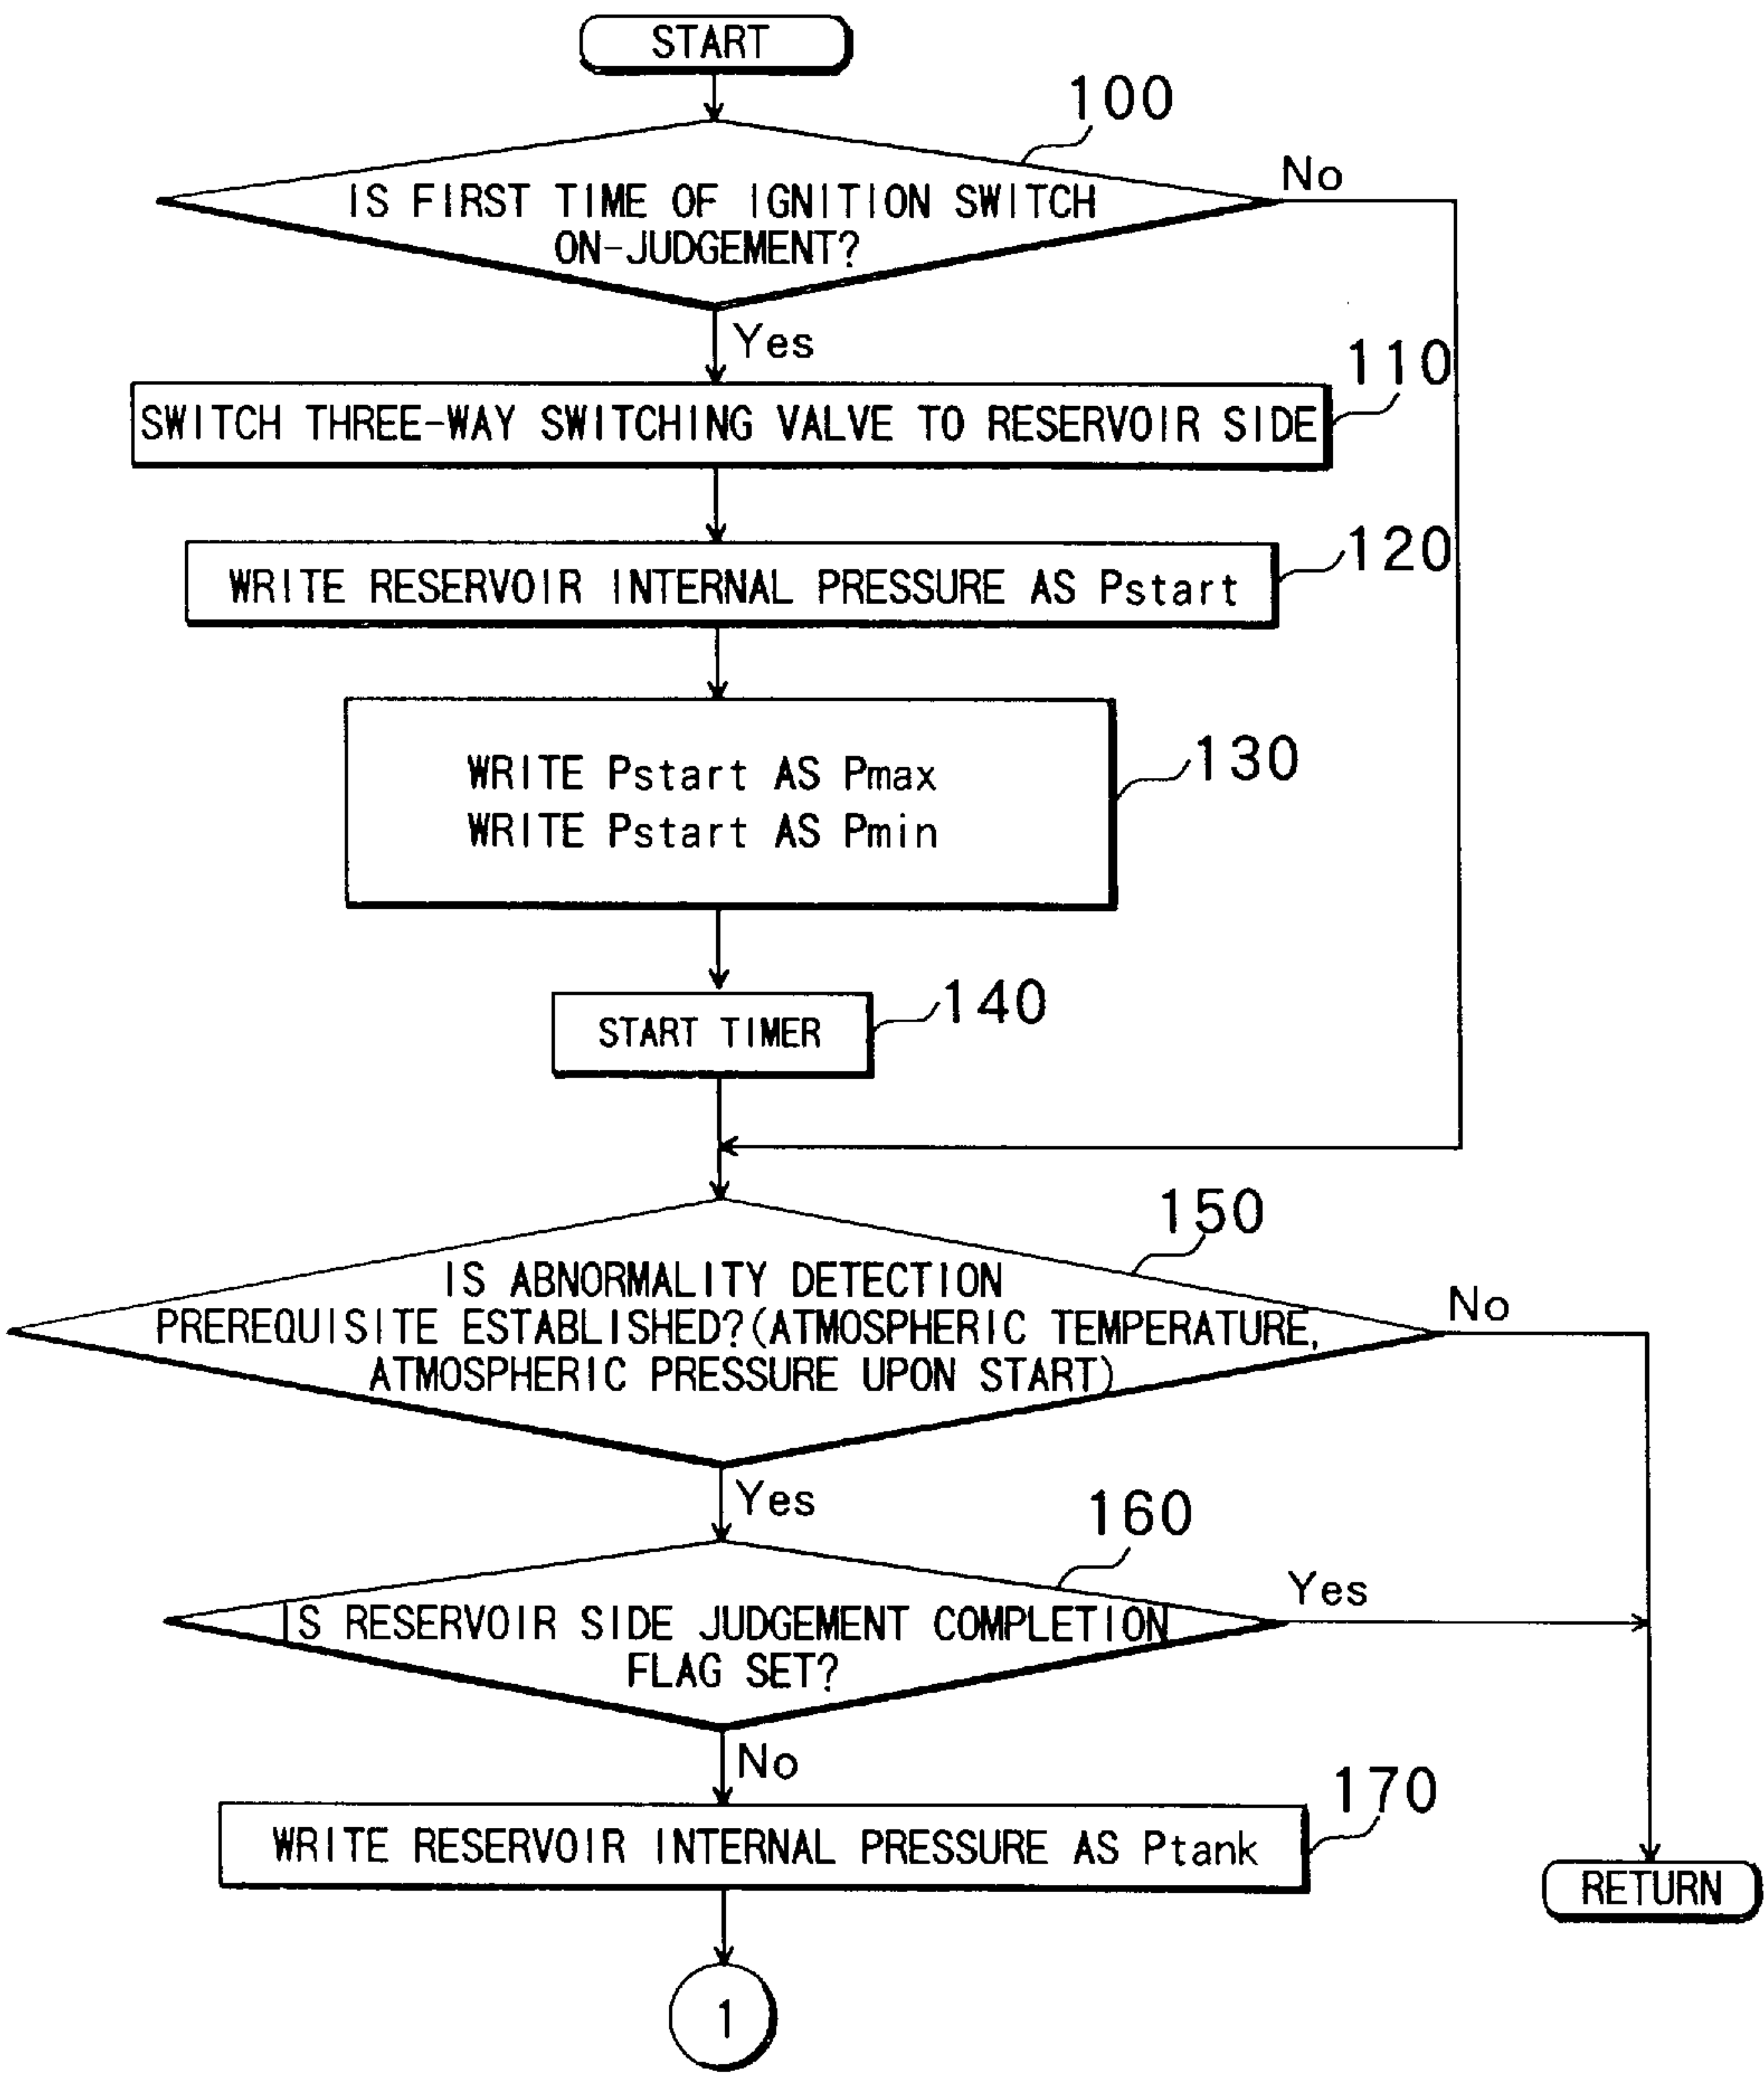 START
100
IS FIRST TIME OF IGNITION SWITCH
ON-JUDGEMENT?
No
Yes
110
SWITCH THREE-WAY SWITCHING VALVE TO RESERVOIR SIDE
120
WRITE RESERVOIR INTERNAL PRESSURE AS Pstart
130
WRITE Pstart AS Pmax
WRITE Pstart AS Pmin
140
START TIMER
150
IS ABNORMALITY DETECTION
PREREQUISITE ESTABLISHED?(ATMOSPHERIC TEMPERATURE,
ATMOSPHERIC PRESSURE UPON START)
No
Yes
160
IS RESERVOIR SIDE JUDGEMENT COMPLETION
FLAG SET?
Yes
No
170
WRITE RESERVOIR INTERNAL PRESSURE AS Ptank
RETURN
1